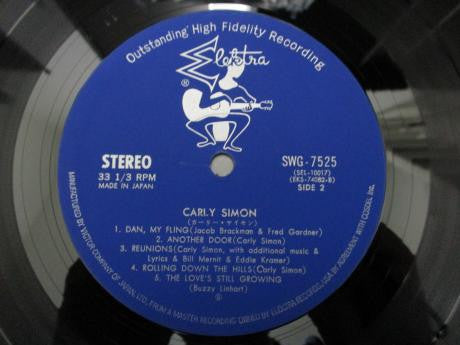 Outstanding High Fidelity Recording
Elektra
STEREO
33 1/3 RPM
MADE IN JAPAN
SWG-7525
(SEL-10017)
(EKS-74082-B)
SIDE 2
CARLY SIMON
(カーリー・サイモン)
1. DAN, MY FLING(Jacob Brackman & Fred Gardner)
2. ANOTHER DOOR(Carly Simon)
3. REUNIONS(Carly Simon, with additional music &
Lyrics & Bill Mernit & Eddie Kramer)
4. ROLLING DOWN THE HILLS(Carly Simon)
5. THE LOVE'S STILL GROWING
(Buzzy Linhart)
MANUFACTURED BY VICTOR COMPANY OF JAPAN, LTD. FROM A MASTER RECORDING OWNED BY ELEKTRA RECORDS, USA BY AGREEMENT WITH COSDEL Inc.